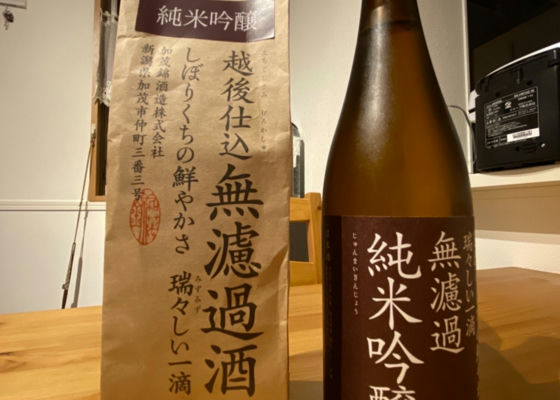 純米吟醸
越後仕込
無濾過酒
しぼりくちの鮮やかさ
みずみず
瑞々しい一滴
加茂錦酒造株式会社
新潟県加茂市仲町三番三号
瑞々しい一滴
無濾過
純米吟醸
じゅんまいぎんじょう